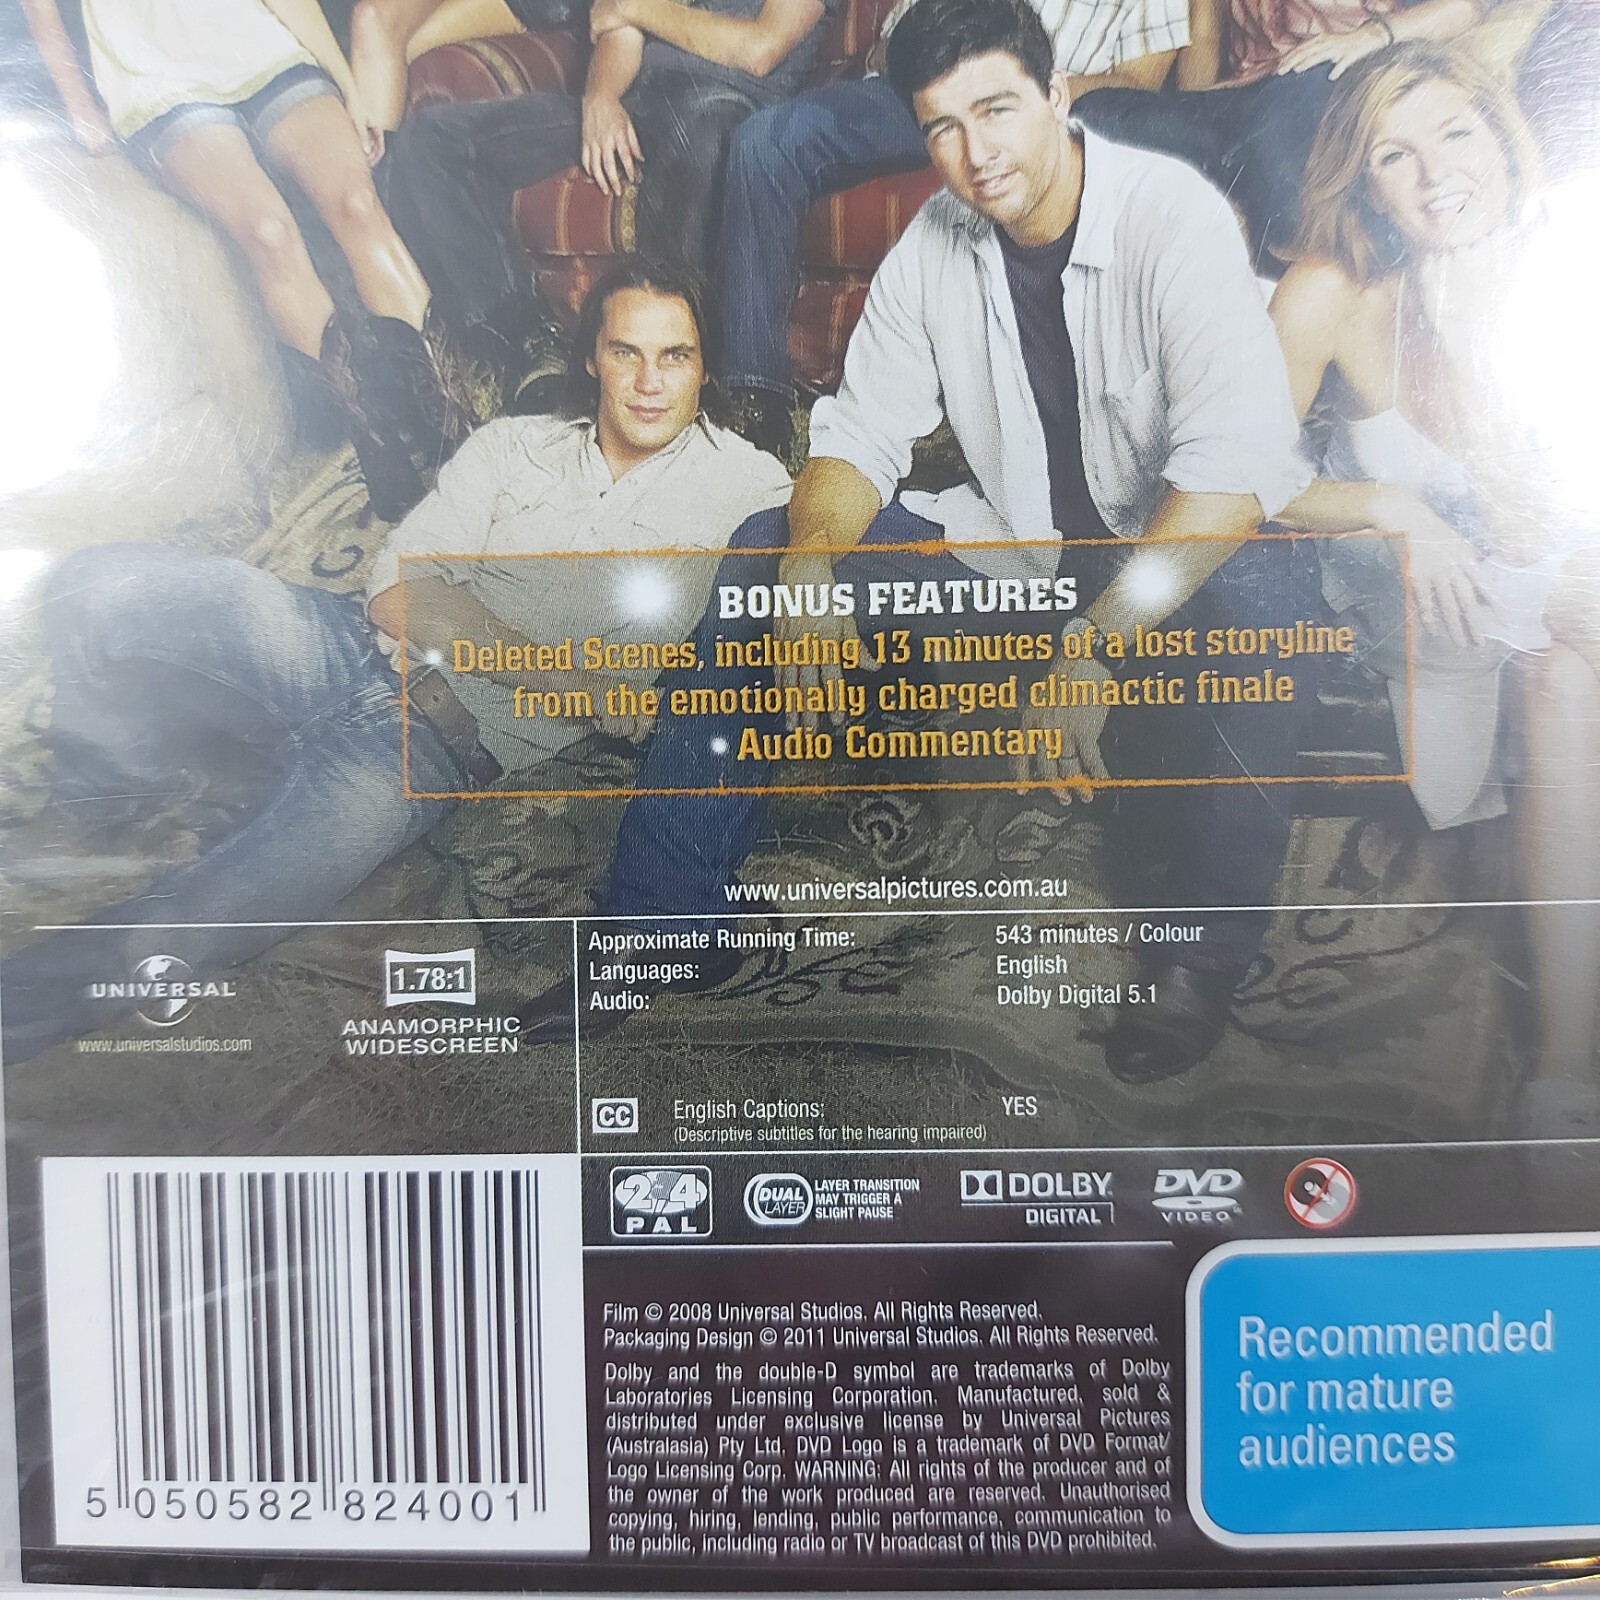 BONUS FEATURES
• Deleted Scenes, including 13 minutes of a lost storyline
from the emotionally charged climactic finale
• Audio Commentary
www.universalpictures.com.au
UNIVERSAL
www.universalstudios.com
1.78:1
ANAMORPHIC
WIDESCREEN
Approximate Running Time: 543 minutes / Colour
Languages: English
Audio: Dolby Digital 5.1
CC English Captions: YES
(Descriptive subtitles for the hearing impaired)
2,4
PAL
DUAL
LAYER
LAYER TRANSITION
MAY TRIGGER A
SLIGHT PAUSE
DOLBY
DIGITAL
DVD
VIDEO
5 050582 824001
Film © 2008 Universal Studios. All Rights Reserved.
Packaging Design © 2011 Universal Studios. All Rights Reserved.
Dolby and the double-D symbol are trademarks of Dolby
Laboratories Licensing Corporation. Manufactured, sold &
distributed under exclusive license by Universal Pictures
(Australasia) Pty Ltd. DVD Logo is a trademark of DVD Format/
Logo Licensing Corp. WARNING: All rights of the producer and of
the owner of the work produced are reserved. Unauthorised
copying, hiring, lending, public performance, communication to
the public, including radio or TV broadcast of this DVD prohibited.
Recommended
for mature
audiences